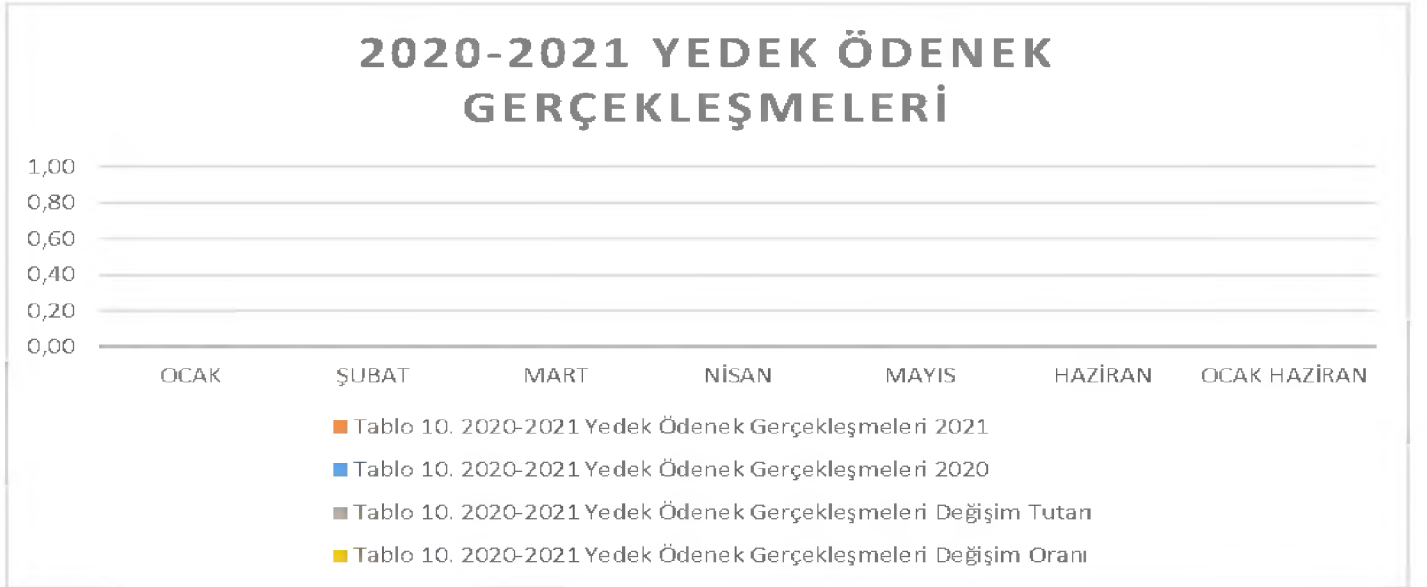 2020-2021 YEDEK ÖDENEK
GERÇEKLEŞMELERİ
1,00
0,80
0,60
0,40
0,20
0,00
OCAK ŞUBAT MART NİSAN MAYIS HAZİRAN OCAK HAZİRAN
Tablo 10. 2020-2021 Yedek Ödenek Gerçekleşmeleri 2021
Tablo 10. 2020-2021 Yedek Ödenek Gerçekleşmeleri 2020
Tablo 10. 2020-2021 Yedek Ödenek Gerçekleşmeleri Değişim Tutarı
Tablo 10. 2020-2021 Yedek Ödenek Gerçekleşmeleri Değişim Oranı